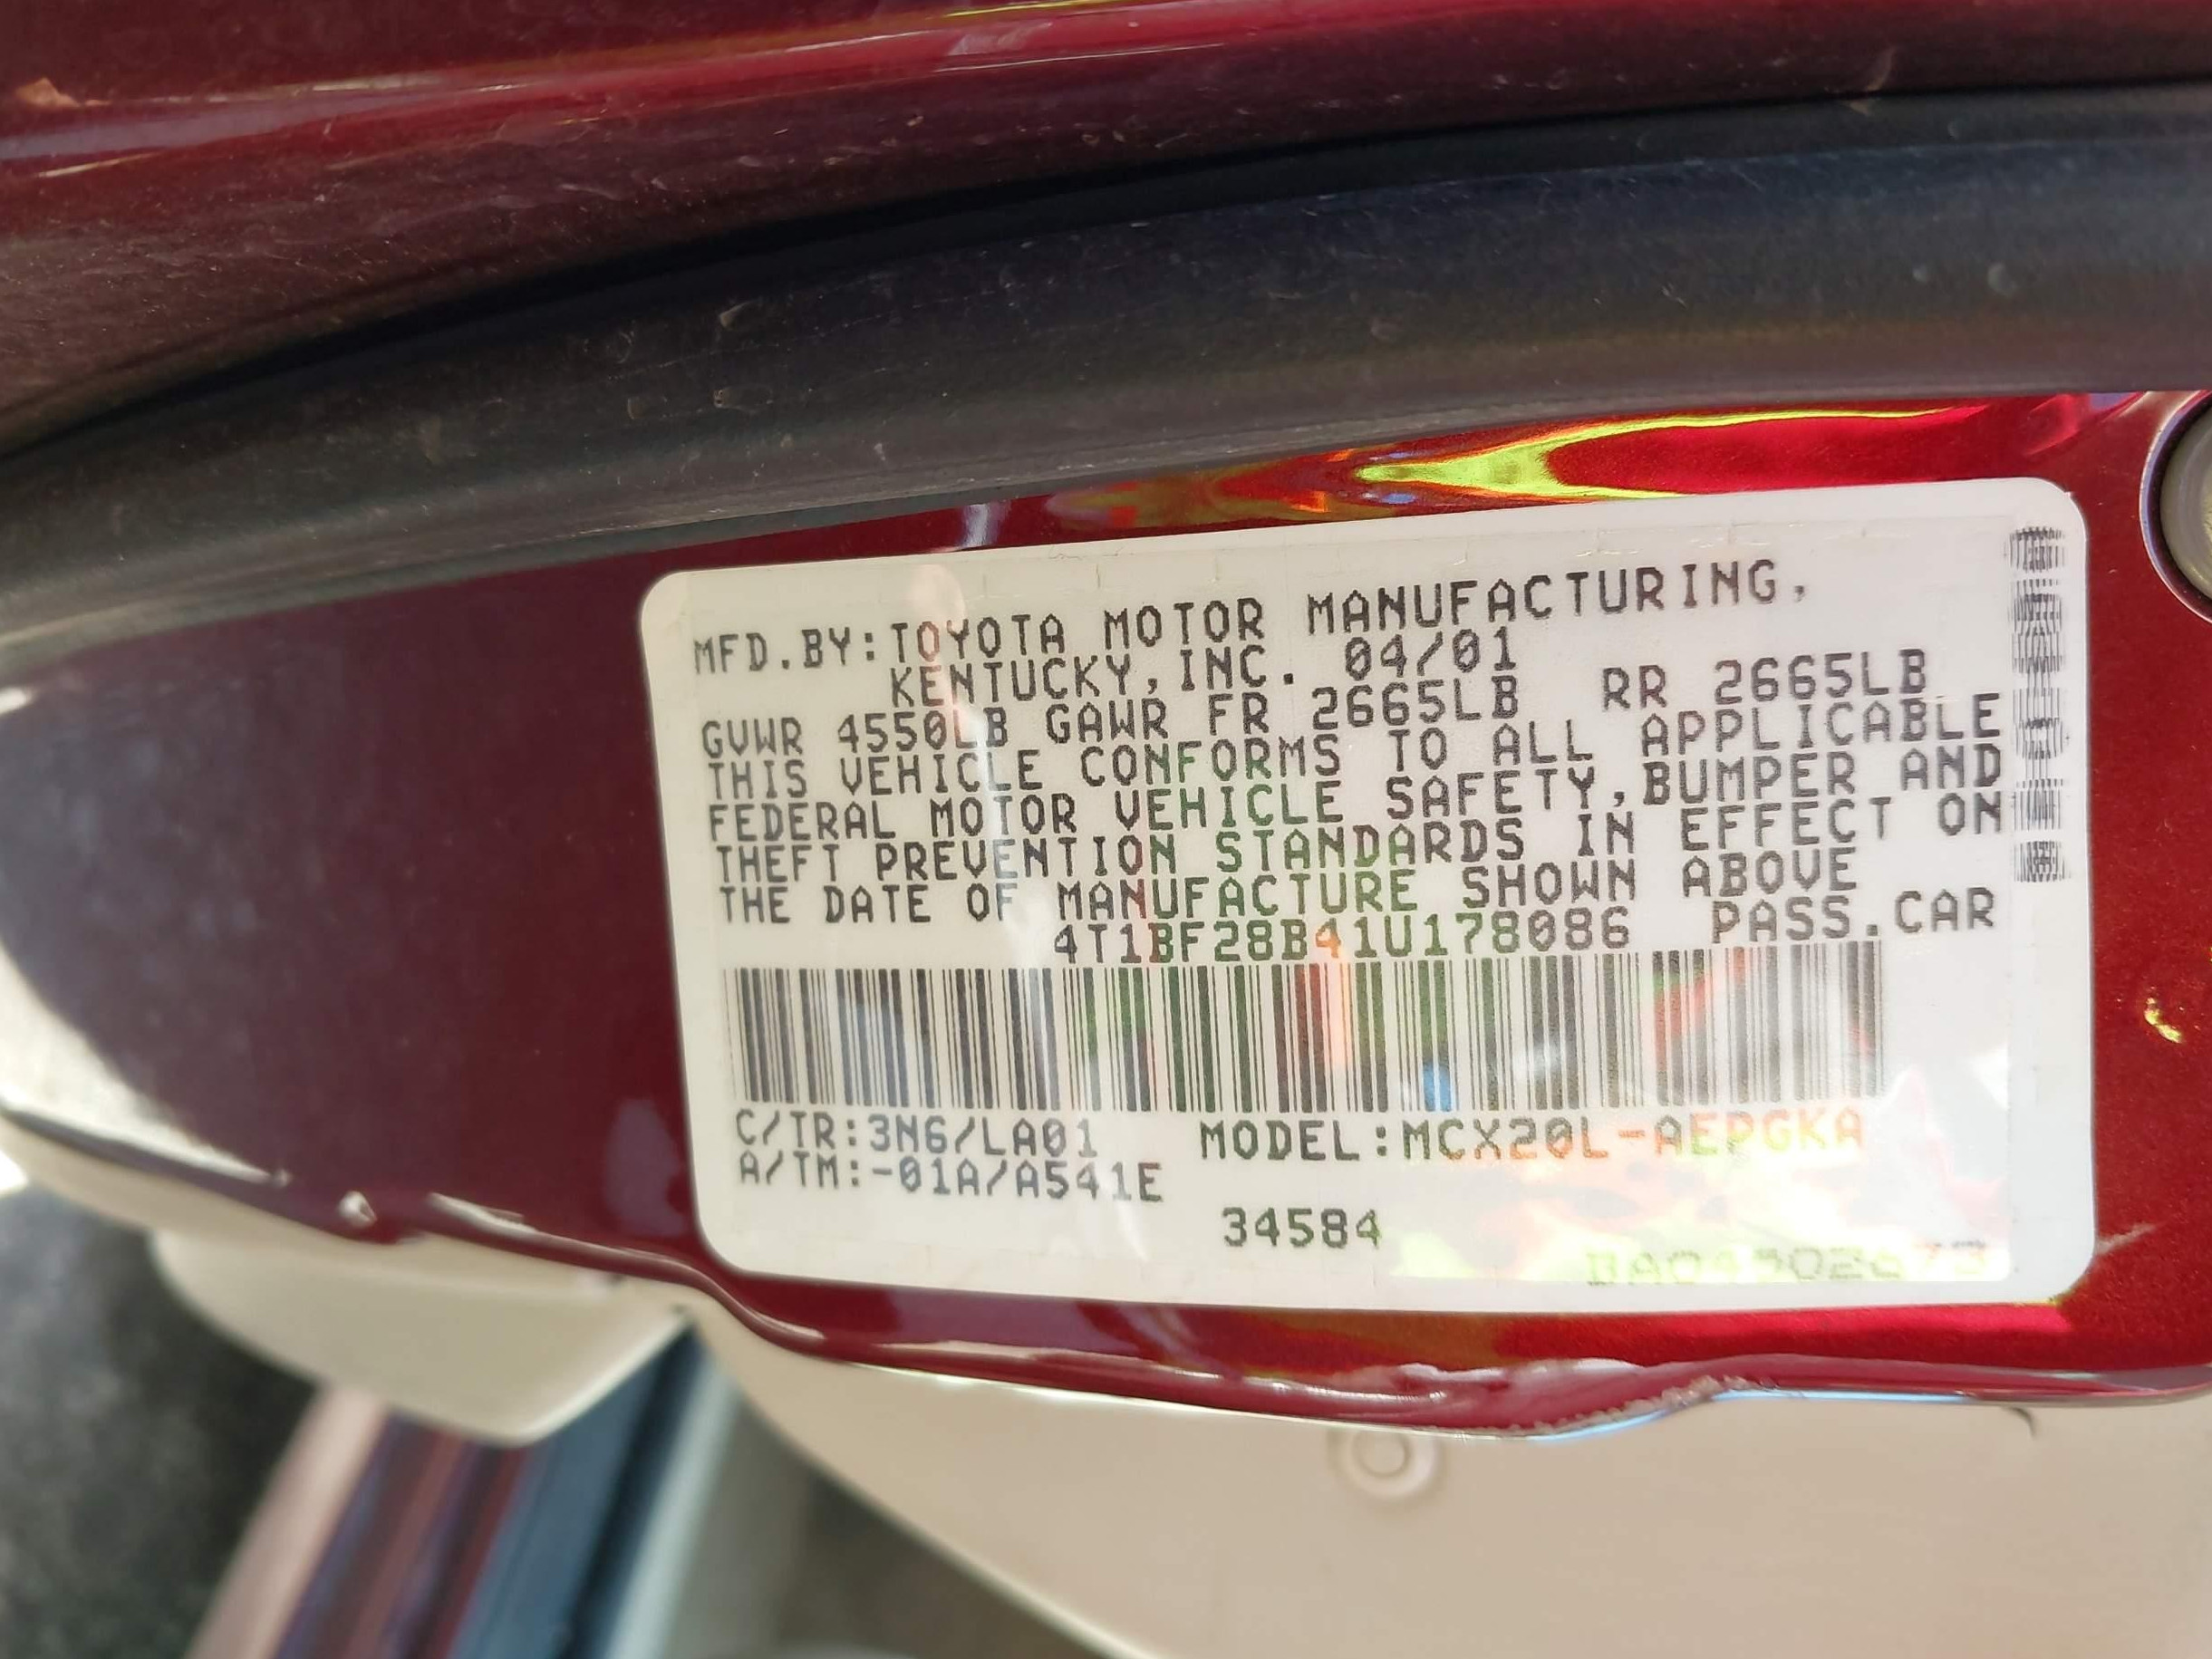 MFD.BY:TOYOTA MOTOR MANUFACTURING,
KENTUCKY,INC. 04/01
GVWR 4550LB GAWR FR 2665LB RR 2665LB
THIS VEHICLE CONFORMS TO ALL APPLICABLE
FEDERAL MOTOR VEHICLE SAFETY,BUMPER AND
THEFT PREVENTION STANDARDS IN EFFECT ON
THE DATE OF MANUFACTURE SHOWN ABOVE
4T1BF28B41U178086 PASS.CAR
C/TR:3N6/LA01 MODEL:MCX20L-AEPGKA
A/TM:-01A/A541E
34584